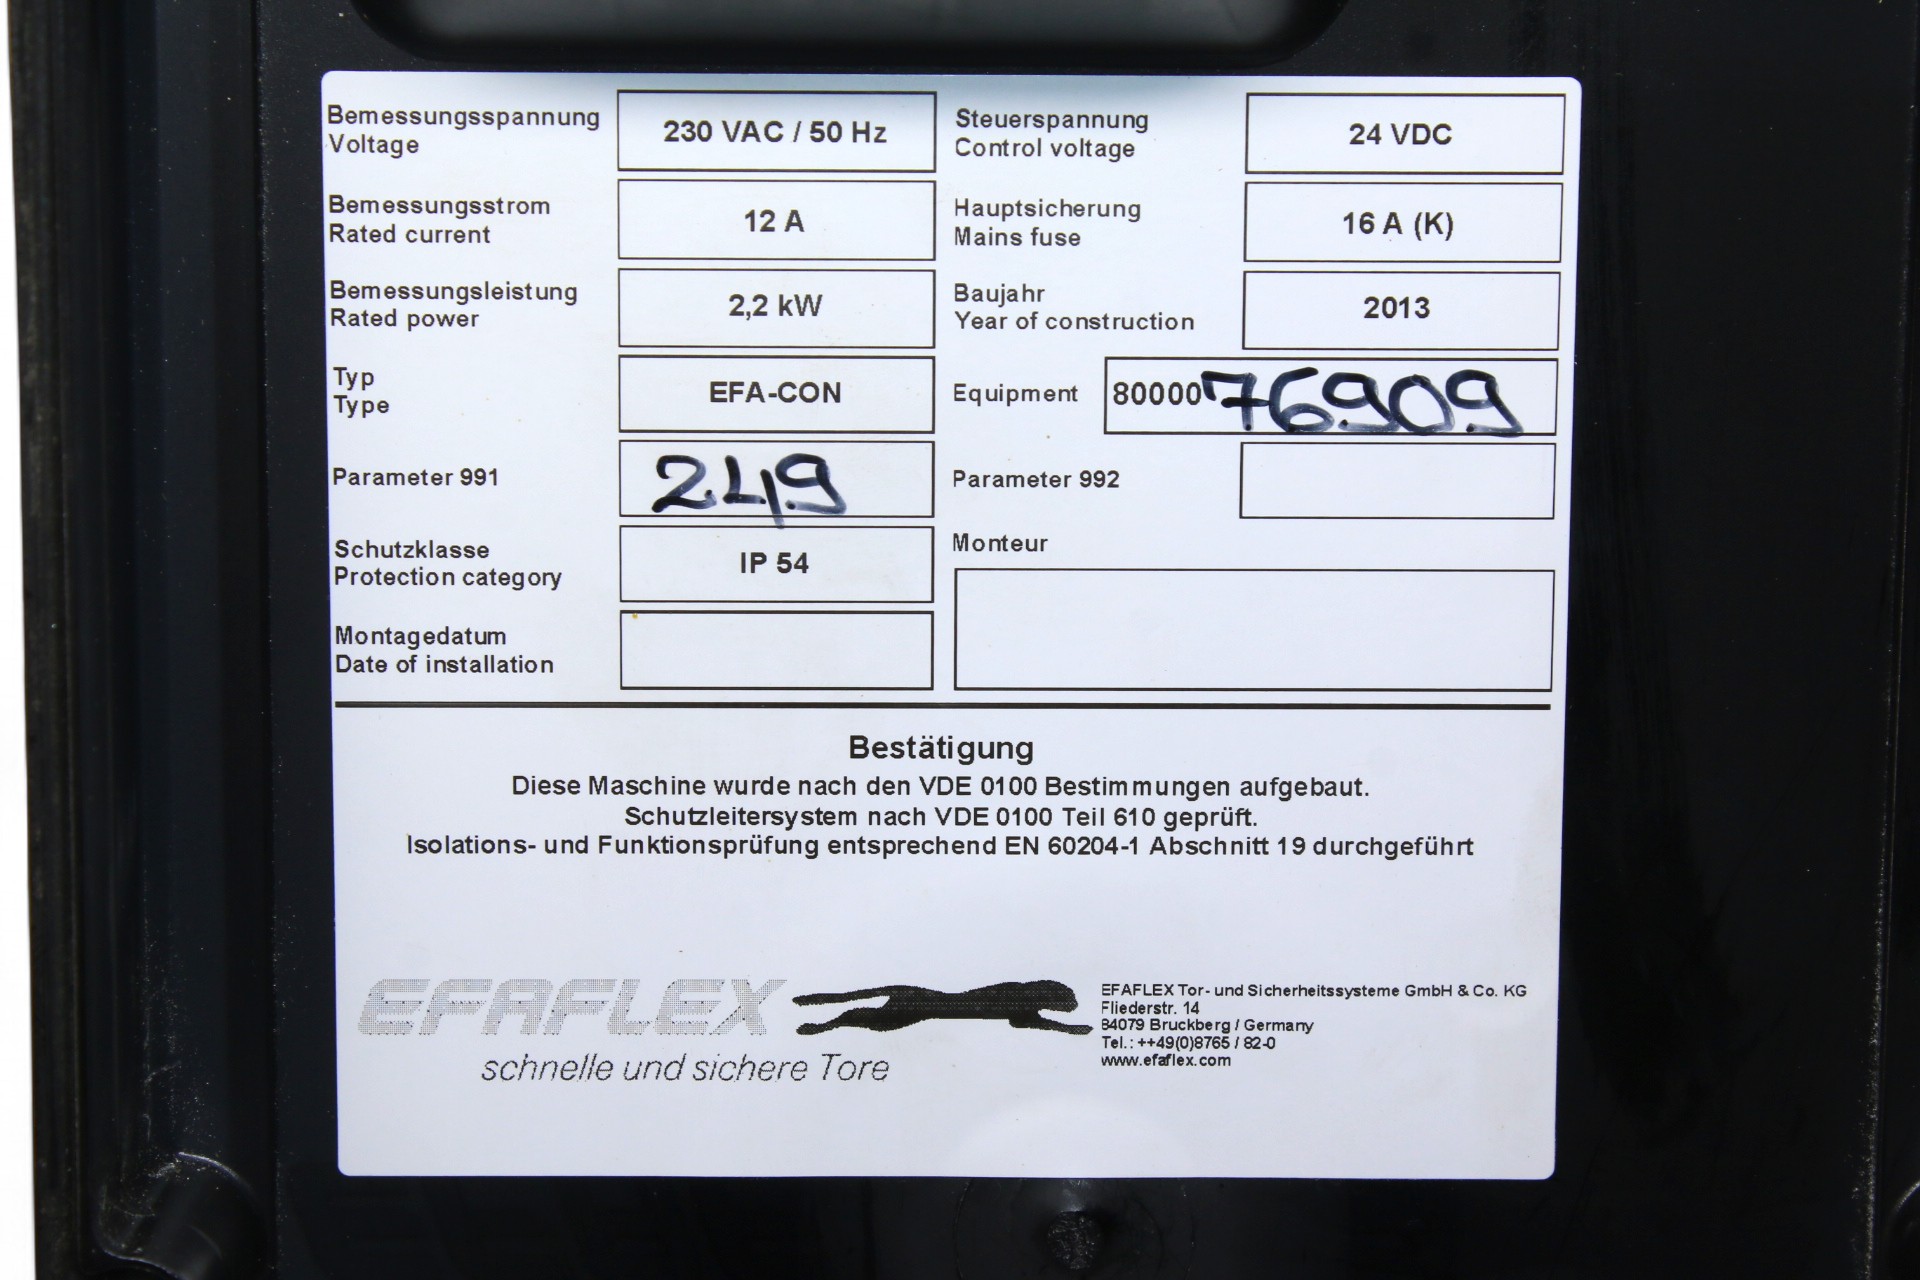 Bemessungsspannung
Voltage
230 VAC / 50 Hz
Steuerspannung
Control voltage
24 VDC
Bemessungsstrom
Rated current
12 A
Hauptsicherung
Mains fuse
16 A (K)
Bemessungsleistung
Rated power
2,2 kW
Baujahr
Year of construction
2013
Typ
Type
EFA-CON
Equipment
8000076909
Parameter 991
249
Parameter 992
Schutzklasse
Protection category
IP 54
Monteur
Montagedatum
Date of installation
Bestätigung
Diese Maschine wurde nach den VDE 0100 Bestimmungen aufgebaut.
Schutzleitersystem nach VDE 0100 Teil 610 geprüft.
Isolations- und Funktionsprüfung entsprechend EN 60204-1 Abschnitt 19 durchgeführt
EFAFLEX
schnelle und sichere Tore
EFAFLEX Tor- und Sicherheitssysteme GmbH & Co. KG
Fliederstr. 14
84079 Bruckberg / Germany
Tel.: ++49(0)8765 / 82-0
www.efaflex.com